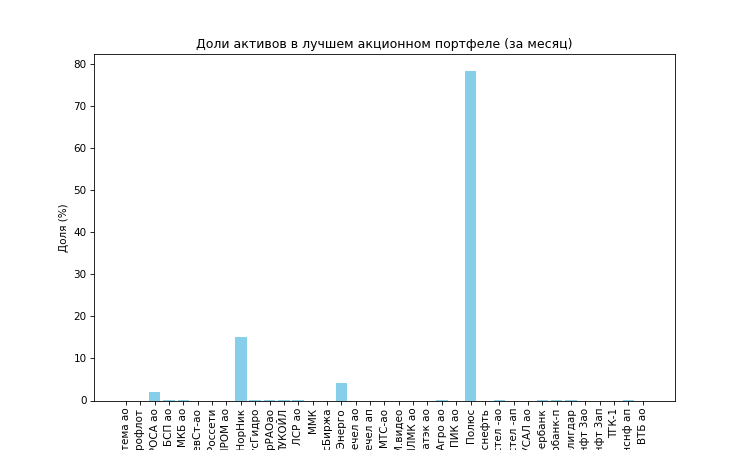 Доли активов в лучшем акционном портфеле (за месяц)
Доля (%)
80
70
60
50
40
30
20
10
0
тема ао
рофлот
РОСА ао
БСП ао
МКБ ао
евСт-ао
Россети
ПРОМ ао
НорНик
сГидро
рРАОао
ЛУКОЙЛ
ЛСР ао
ММК
сБиржа
Энерго
ечел ао
ечел ап
МТС-ао
М.видео
ЛМК ао
атэк ао
Агро ао
ПИК ао
Полюс
снефть
стел -ао
стел -ап
УСАЛ ао
ербанк
рбанк-п
лигдар
нфт 3ао
нфт 3ап
ТГК-1
нснф ап
ВТБ ао